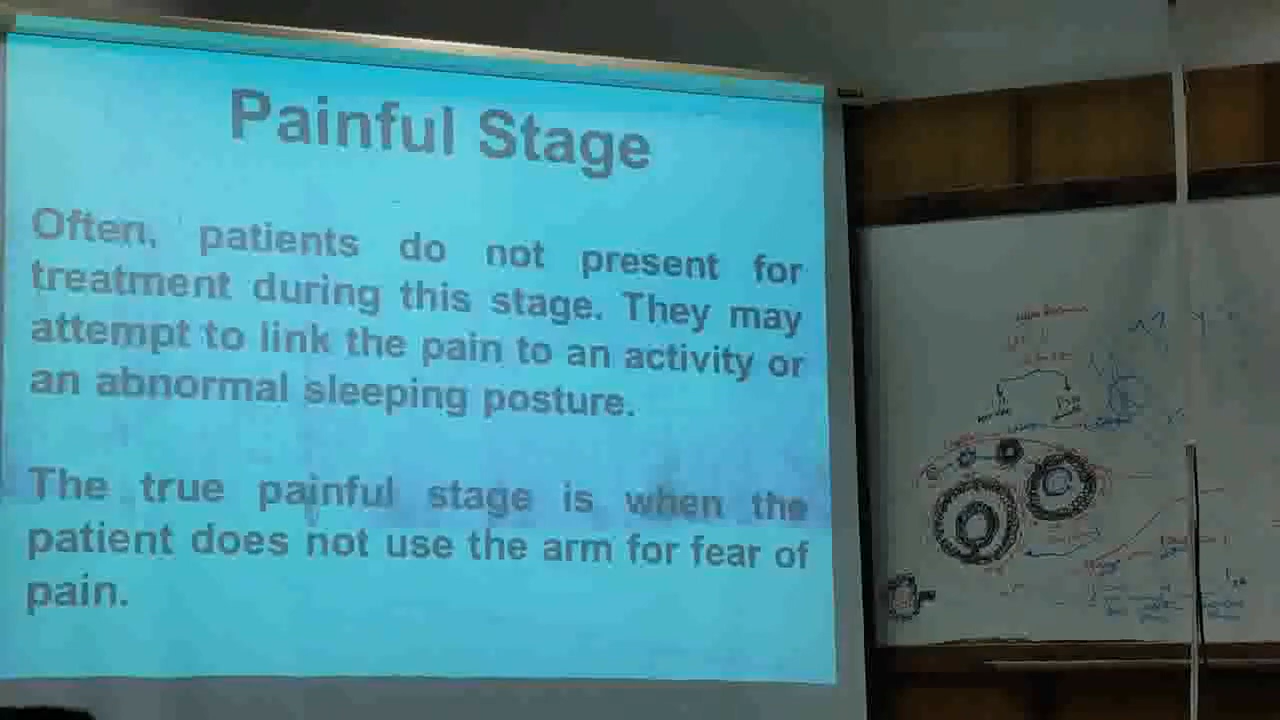 Painful Stage
Often, patients do not present for
treatment during this stage. They may
attempt to link the pain to an activity or
an abnormal sleeping posture.
The true painful stage is when the
patient does not use the arm for fear of
pain.